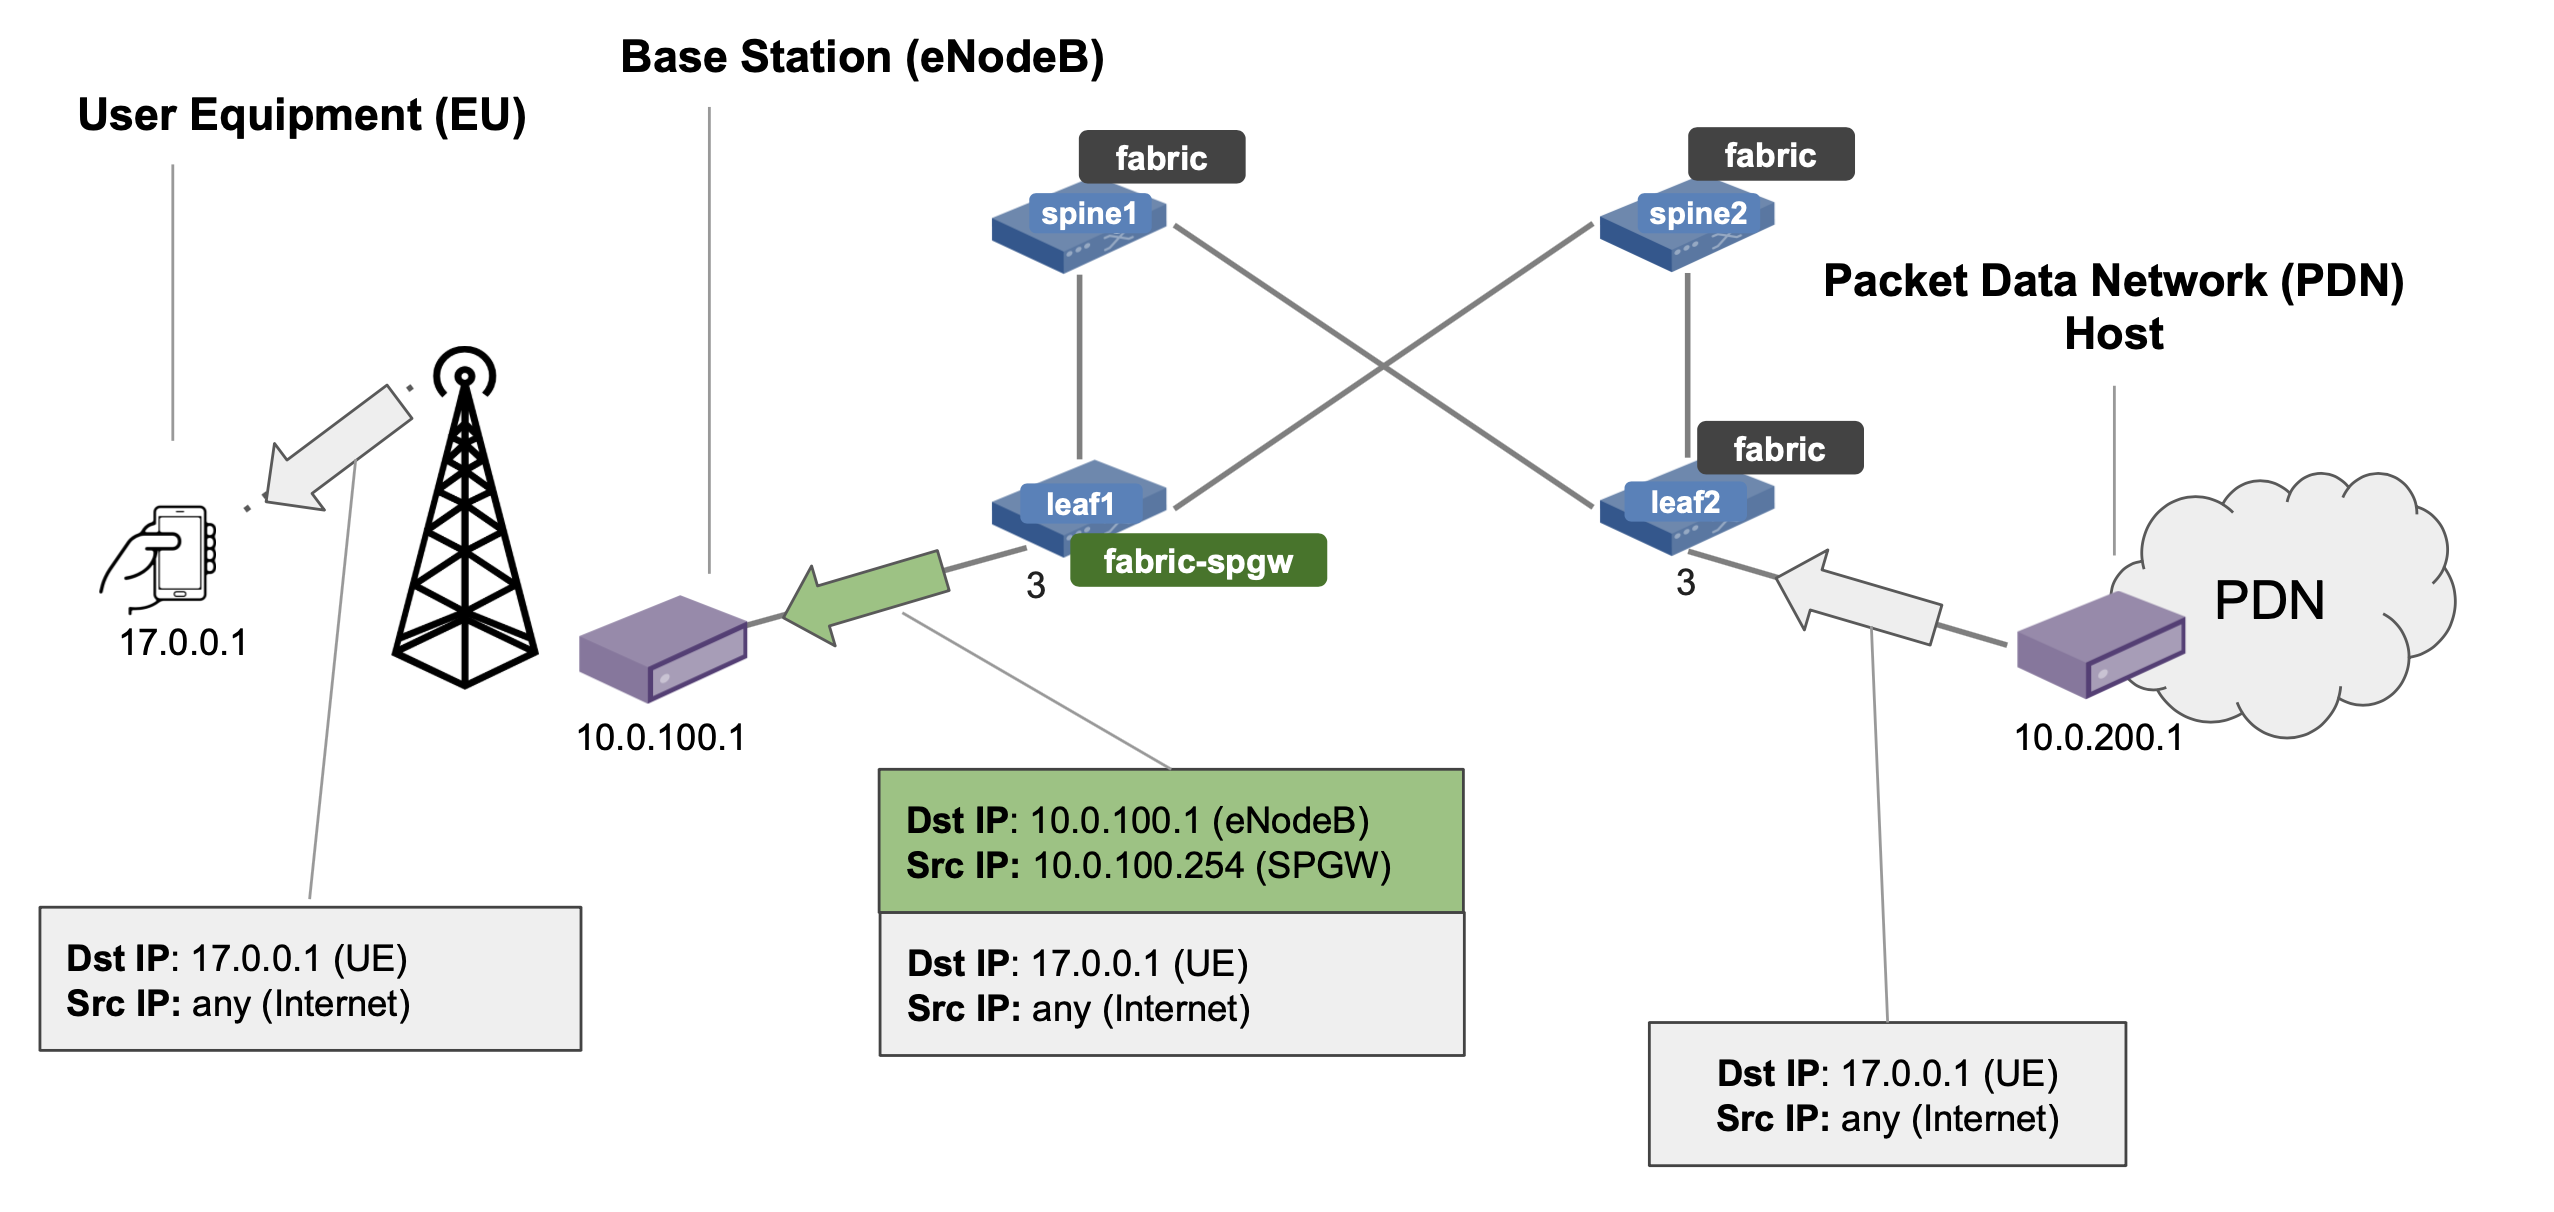 Base Station (eNodeB)
User Equipment (EU)
fabric
fabric
spine1
spine2
Packet Data Network (PDN)
Host
fabric
leaf1
leaf2
fabric-spgw
3
3
PDN
17.0.0.1
10.0.100.1
10.0.200.1
Dst IP: 10.0.100.1 (eNodeB)
Src IP: 10.0.100.254 (SPGW)
Dst IP: 17.0.0.1 (UE)
Src IP: any (Internet)
Dst IP: 17.0.0.1 (UE)
Src IP: any (Internet)
Dst IP: 17.0.0.1 (UE)
Src IP: any (Internet)